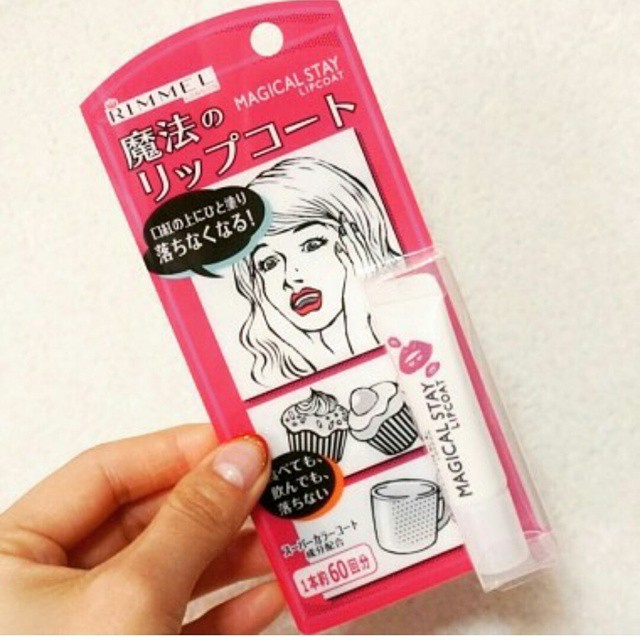 RIMMEL
LONDON
MAGICAL STAY
LIPCOAT
魔法の
リップコート
口紅の上にひと塗り
落ちなくなる!
MAGICAL STAY
LIPCOAT
べても、
飲んでも、
落ちない
スーパーカラーコート
成分配合
1本約60回分